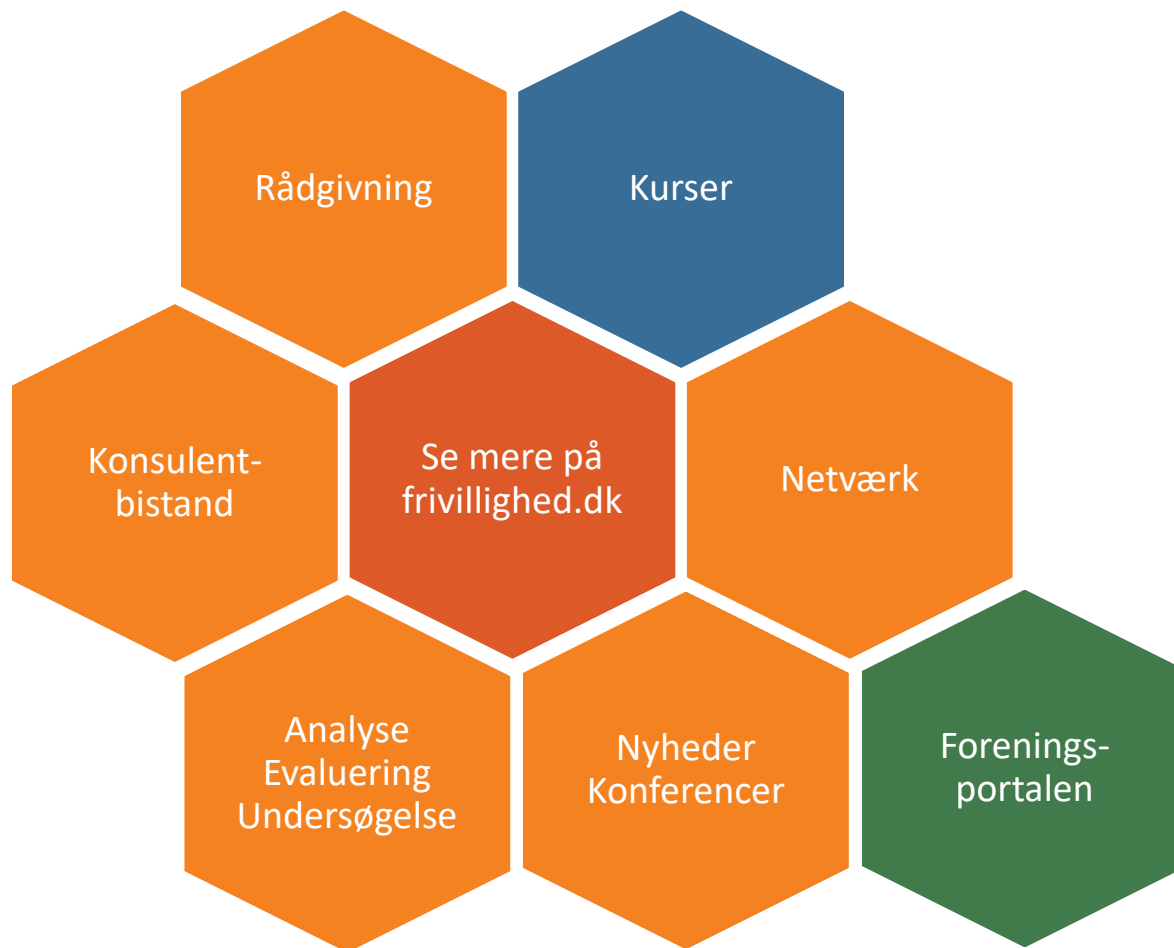 Rådgivning
Kurser
Konsulent-
bistand
Se mere på
frivillighed.dk
Netværk
Analyse
Evaluering
Undersøgelse
Nyheder
Konferencer
Forenings-
portalen